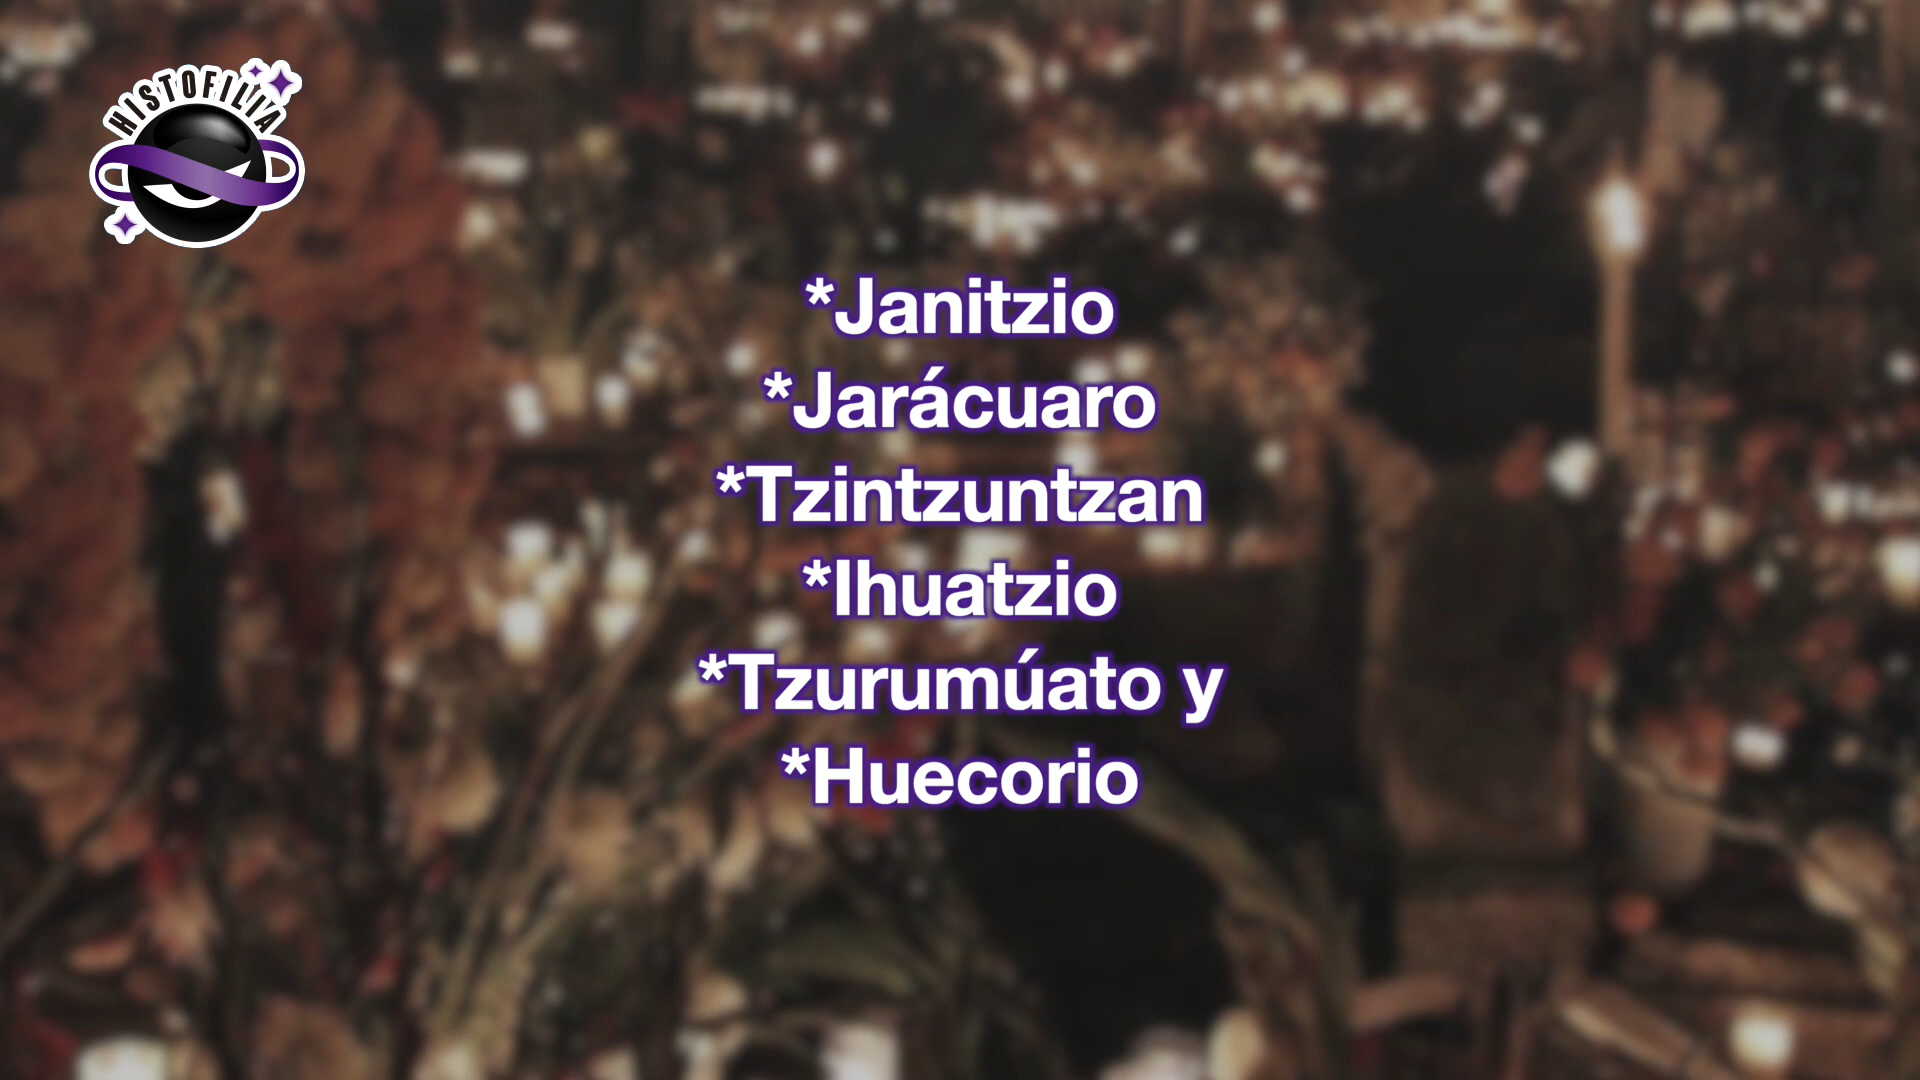 HISTOFILIA
*Janitzio
*Jarácuaro
*Tzintzuntzan
*Ihuatzio
*Tzurumúato y
*Huecorio